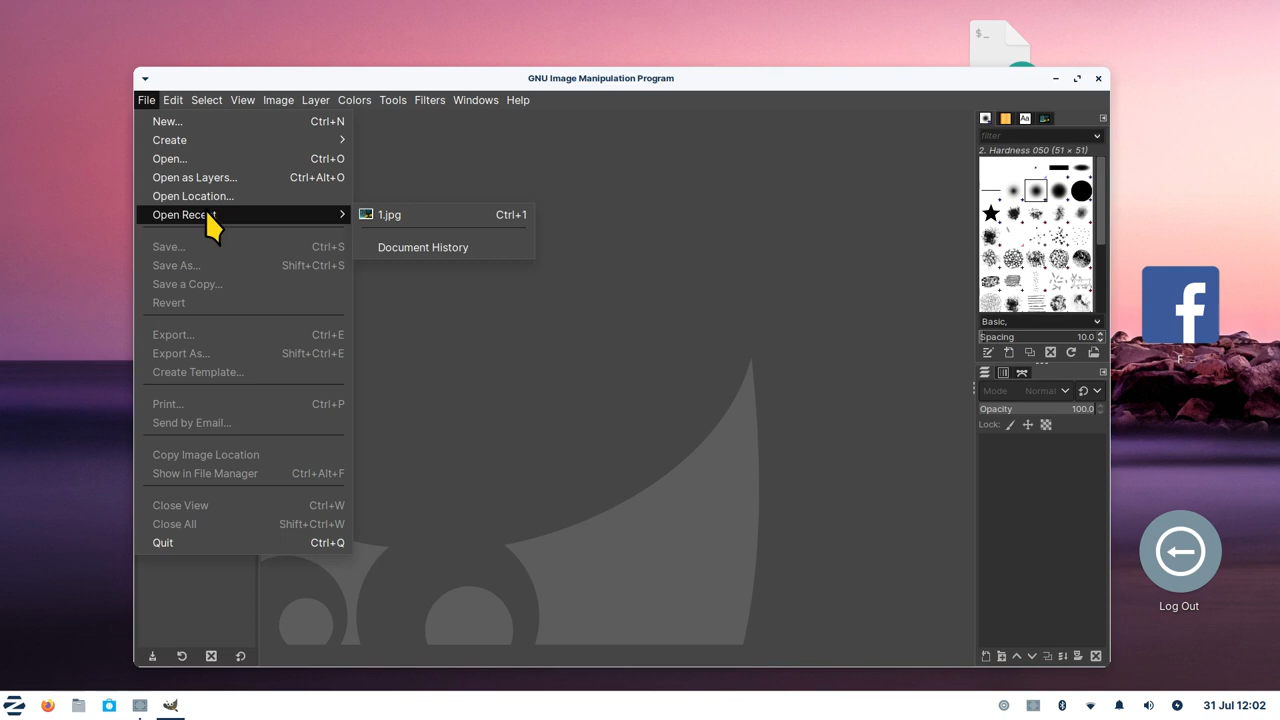 $_
GNU Image Manipulation Program
File Edit Select View Image Layer Colors Tools Filters Windows Help
New... Ctrl+N
Create
Open... Ctrl+O
Open as Layers... Ctrl+Alt+O
Open Location...
Open Recent
1.jpg Ctrl+1
Document History
Save... Ctrl+S
Save As... Shift+Ctrl+S
Save a Copy...
Revert
Export... Ctrl+E
Export As... Shift+Ctrl+E
Create Template...
Print... Ctrl+P
Send by Email...
Copy Image Location
Show in File Manager Ctrl+Alt+F
Close View Ctrl+W
Close All Shift+Ctrl+W
Quit Ctrl+Q
Aa
filter
2. Hardness 050 (51 × 51)
Basic,
Spacing 10.0
Mode Normal
Opacity 100.0
Lock:
f
F
Log Out
31 Jul 12:02